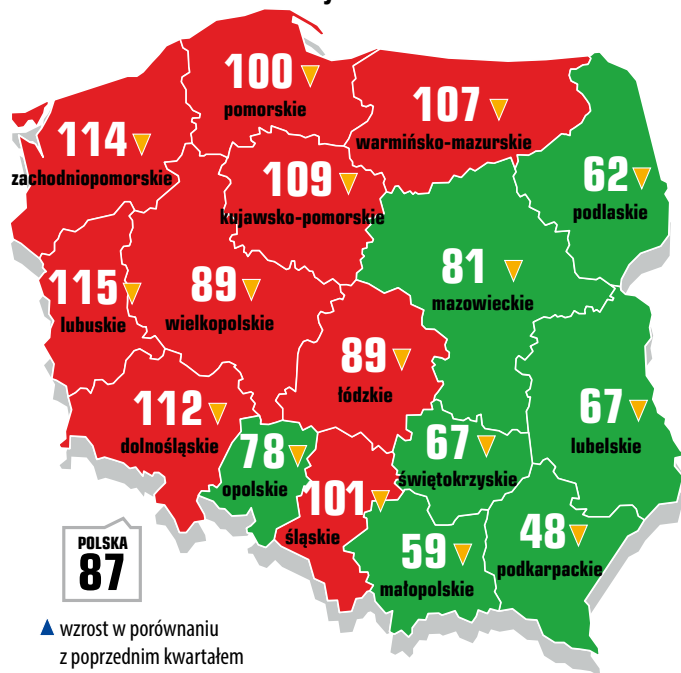 100
pomorskie
107
warmińsko-mazurskie
114
zachodniopomorskie
109
kujawsko-pomorskie
62
podlaskie
81
mazowieckie
115
lubuskie
89
wielkopolskie
89
łódzkie
112
dolnośląskie
78
opolskie
67
świętokrzyskie
67
lubelskie
101
śląskie
59
małopolskie
48
podkarpackie
POLSKA
87
wzrost w porównaniu
z poprzednim kwartałem